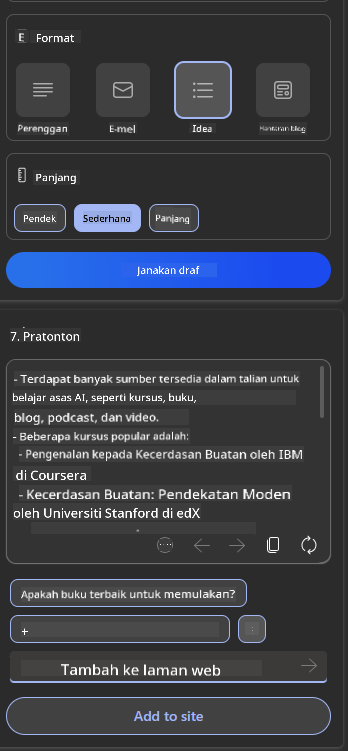 Format
Perenggan
E-mel
Idea
Hantaran blog
Panjang
Pendek
Sederhana
Panjang
Janakan draf
7. Pratonton
- Terdapat banyak sumber tersedia dalam talian untuk
belajar asas AI, seperti kursus, buku,
blog, podcast, dan video.
- Beberapa kursus popular adalah:
- Pengenalan kepada Kecerdasan Buatan oleh IBM
di Coursera
- Kecerdasan Buatan: Pendekatan Moden
oleh Universiti Stanford di edX
Apakah buku terbaik untuk memulakan?
+
Tambah ke laman web
Add to site